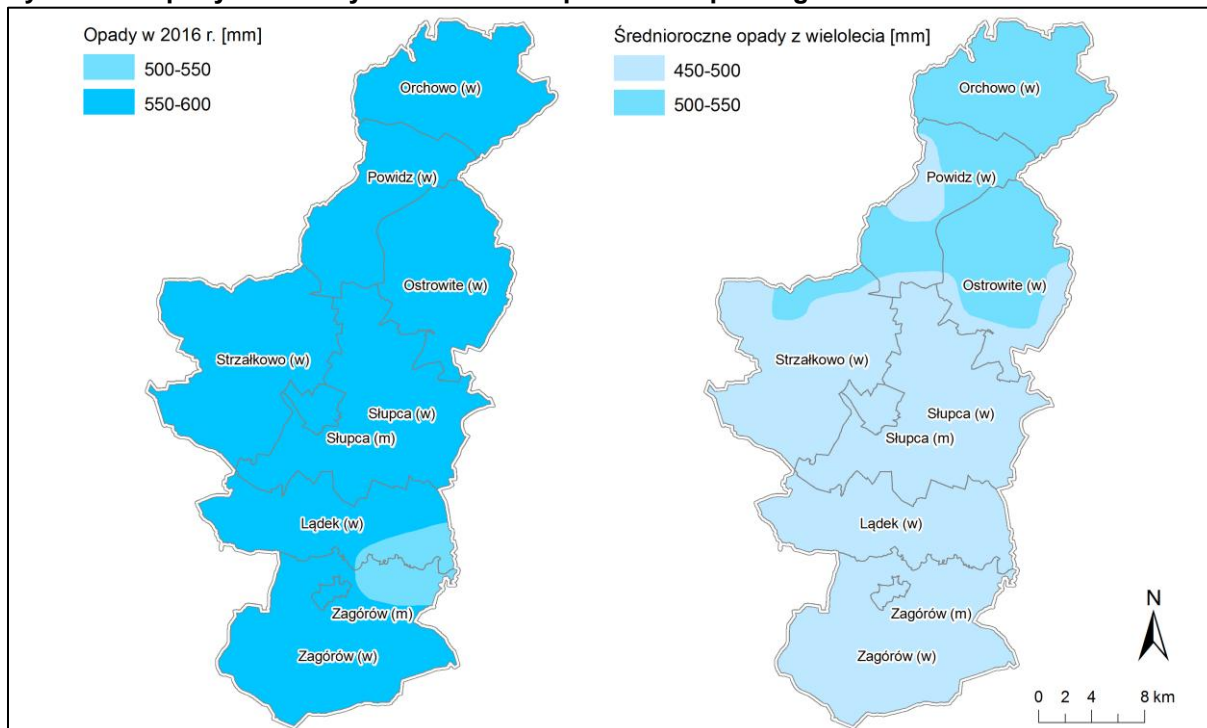 Opady w 2016 r. [mm]
500-550
550-600
Orchowo (w)
Powidz (w)
Ostrowite (w)
Strzałkowo (w)
Słupca (w)
Słupca (m)
Lądek (w)
Zagórów (m)
Zagórów (w)
Średnioroczne opady z wielolecia [mm]
450-500
500-550
Orchowo (w)
Powidz (w)
Ostrowite (w)
Strzałkowo (w)
Słupca (w)
Słupca (m)
Lądek (w)
Zagórów (m)
Zagórów (w)
N
0 2 4 8 km